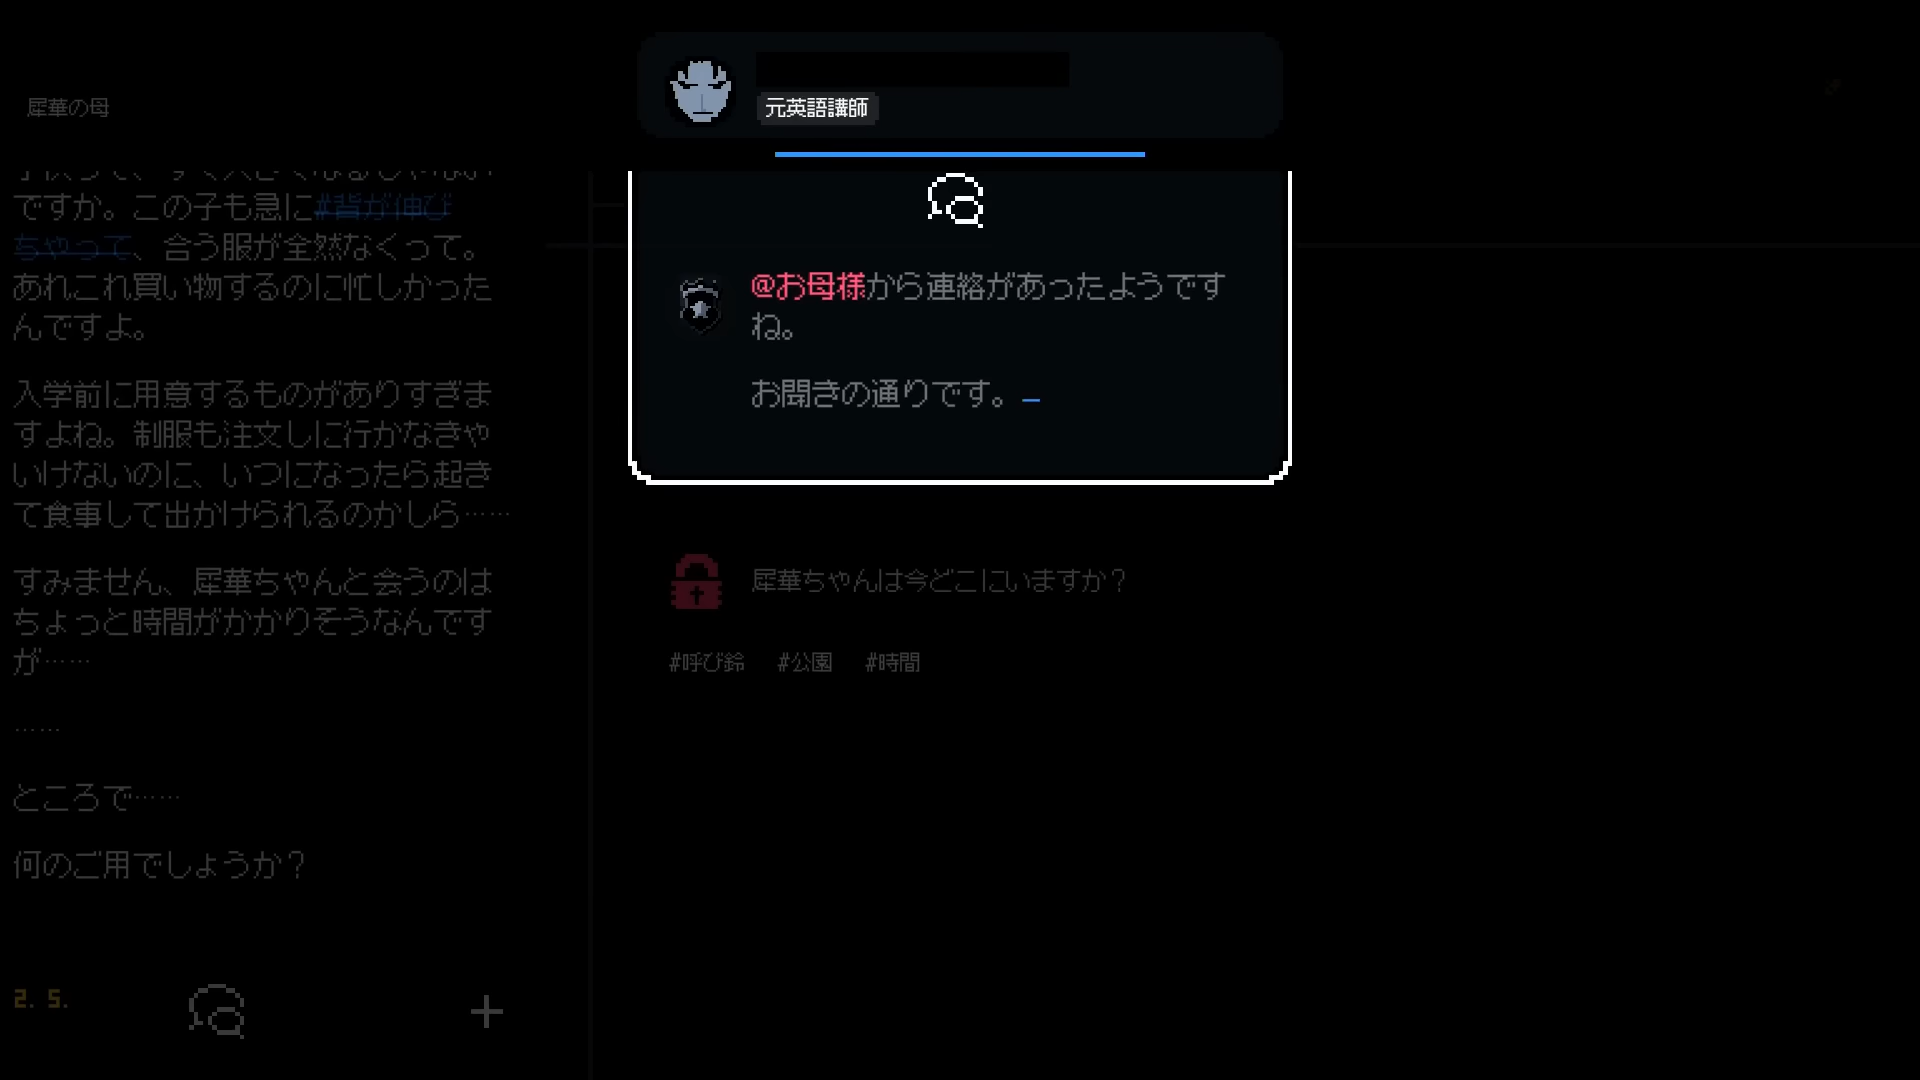 元英語講師
犀華の母
ですか。この子も急に#背が伸び
ちゃって、合う服が全然なくって。
あれこれ買い物するのに忙しかった
んですよ。
入学前に用意するものがありすぎま
すよね。制服も注文しに行かなきゃ
いけないのに、いつになったら起き
て食事して出かけられるのかしら……
すみません、犀華ちゃんと会うのは
ちょっと時間がかかりそうなんです
が……
……
ところで……
何のご用でしょうか？
2. 5.
@お母様から連絡があったようです
ね。
お聞きの通りです。
犀華ちゃんは今どこにいますか？
#呼び鈴 #公園 #時間